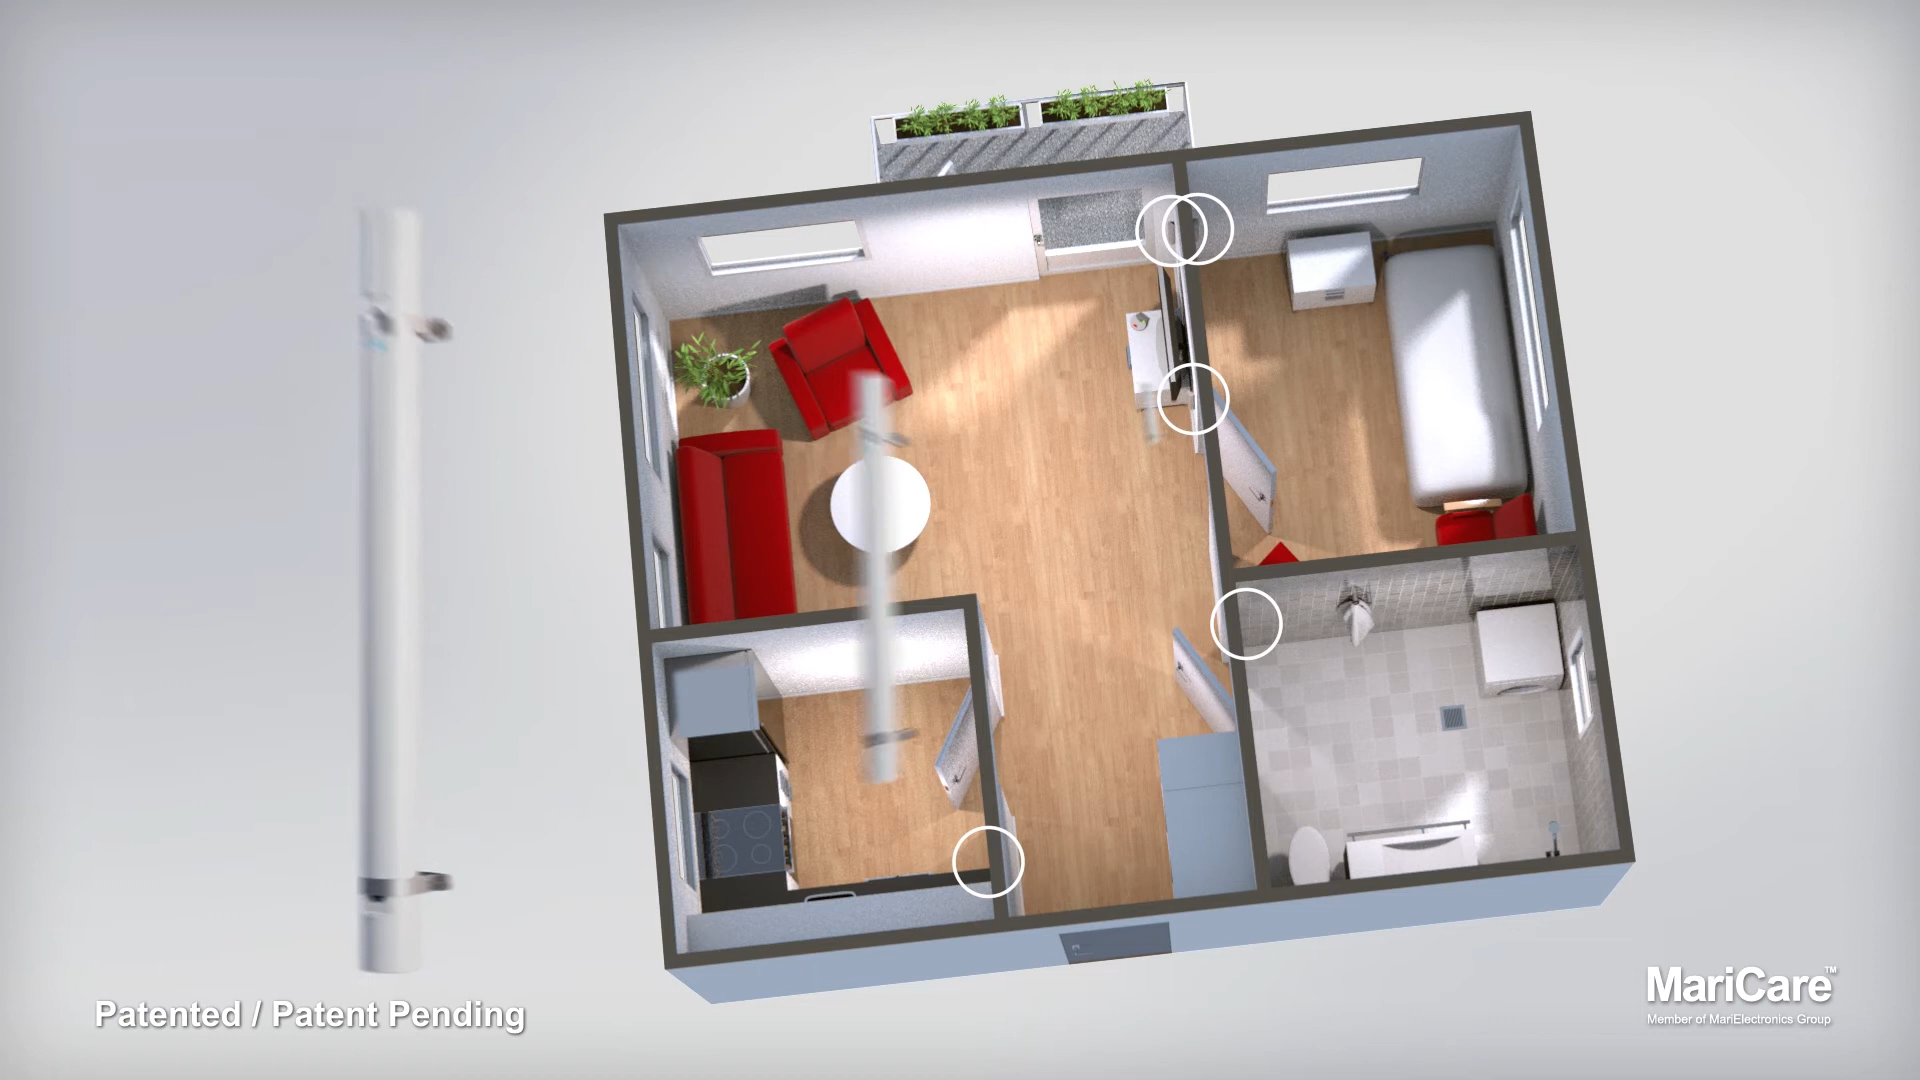 Patented / Patent Pending
MariCare™
Member of MariElectronics Group